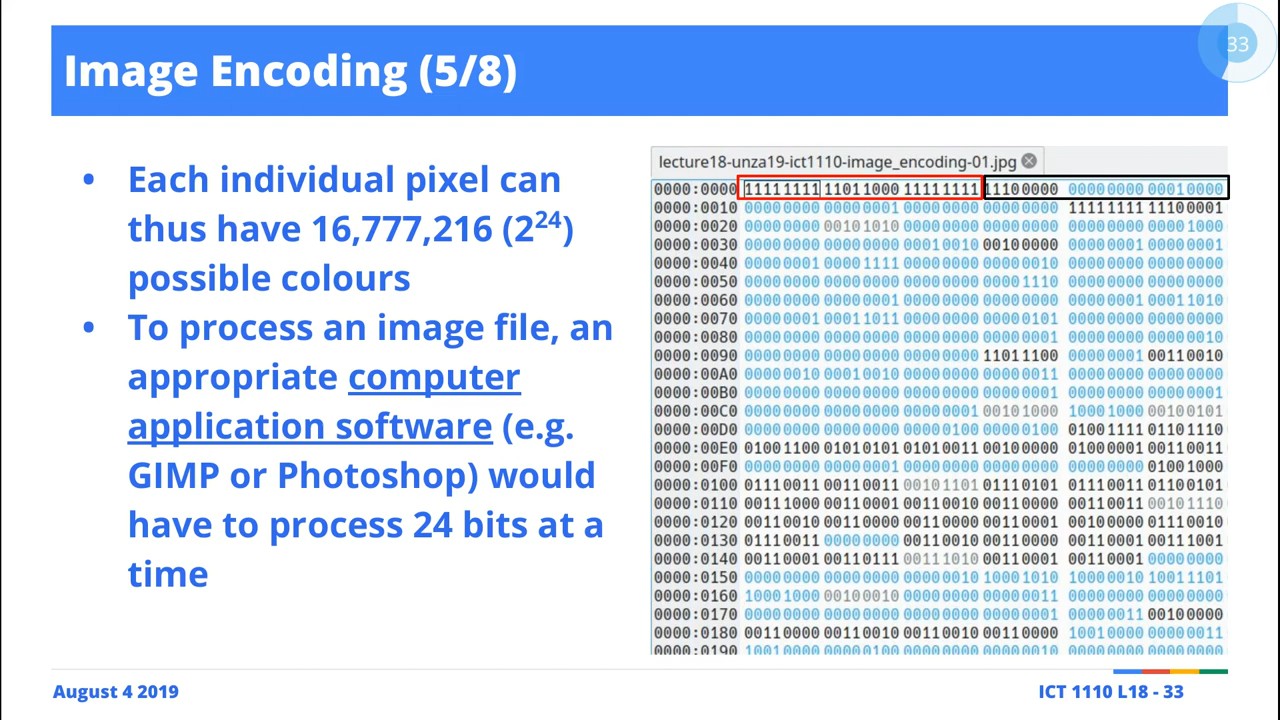 33
Image Encoding (5/8)
• Each individual pixel can
thus have 16,777,216 (2²⁴)
possible colours
• To process an image file, an
appropriate computer
application software (e.g.
GIMP or Photoshop) would
have to process 24 bits at a
time
lecture18-unza19-ict1110-image_encoding-01.jpg
0000:0000 11111111 11011000 11111111 11100000 00000000 00010000
0000:0010 00000000 00000001 00000000 00000000 11111111 11100001
0000:0020 00000000 00101010 00000000 00000000 00000000 00001000
0000:0030 00000000 00000000 00010010 00100000 00000001 00000001
0000:0040 00000001 00001111 00000000 00000010 00000000 00000000
0000:0050 00000000 00000000 00000000 00001110 00000000 00000000
0000:0060 00000000 00000001 00000000 00000000 00000001 00011010
0000:0070 00000001 00011011 00000000 00000101 00000000 00000000
0000:0080 00000000 00000000 00000000 00000001 00000000 00000010
0000:0090 00000000 00000000 00000000 11011100 00000001 00110010
0000:00A0 00000010 00010010 00000000 00000011 00000000 00000000
0000:00B0 00000000 00000000 00000000 00000001 00000000 00000001
0000:00C0 00000000 00000000 00000001 00101000 10001000 00100101
0000:00D0 00000000 00000000 00000100 00000100 01001111 01101110
0000:00E0 01001100 01010101 01010011 00100000 01000001 00110011
0000:00F0 00000000 00000001 00000000 00000000 00000000 01001000
0000:0100 01110011 00110011 00101101 01110101 01110011 01100101
0000:0110 00111000 00110001 00110010 00110000 00110011 00101110
0000:0120 00110010 00110000 00110000 00110001 00100000 01110010
0000:0130 01110011 00000000 00110010 00110000 00110001 00111001
0000:0140 00110001 00110111 00111010 00110001 00110001 00000000
0000:0150 00000000 00000000 00000010 10001010 10000010 10011101
0000:0160 10001000 00100010 00000000 00000011 00000000 00000000
0000:0170 00000000 00000000 00000000 00000001 00000011 00100000
0000:0180 00110000 00110010 00110010 00110000 10010000 00000011
0000:0190 10010000 00000100 00000000 00000000 00000000 00000000
August 4 2019
ICT 1110 L18 - 33